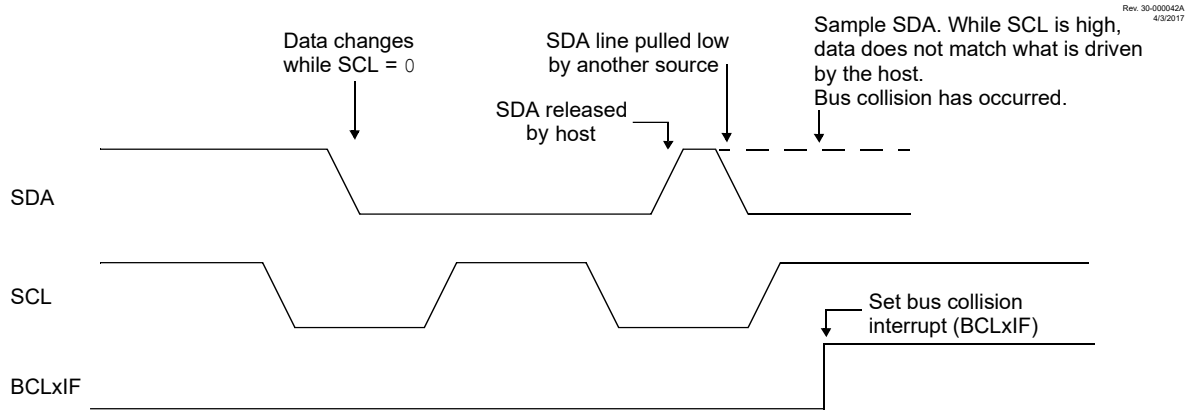 Rev. 30-000042A
4/3/2017
Data changes
while SCL = 0
SDA line pulled low
by another source
SDA released
by host
Sample SDA. While SCL is high,
data does not match what is driven
by the host.
Bus collision has occurred.
SDA
SCL
Set bus collision
interrupt (BCLxIF)
BCLxIF